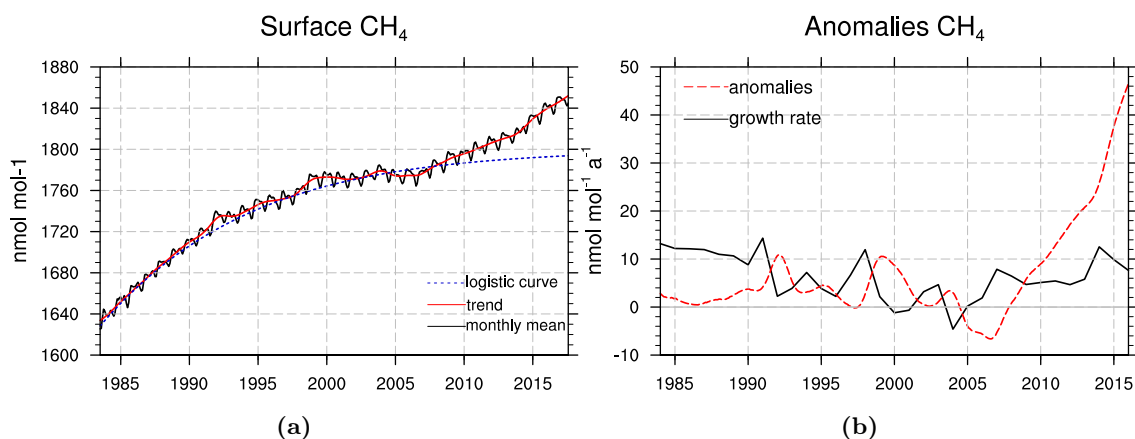 Surface CH4
nmol mol-1
1880
1840
1800
1760
1720
1680
1640
1600
logistic curve
trend
monthly mean
1985 1990 1995 2000 2005 2010 2015
(a)
Anomalies CH4
nmol mol-1 a-1
50
40
30
20
10
0
-10
anomalies
growth rate
1985 1990 1995 2000 2005 2010 2015
(b)